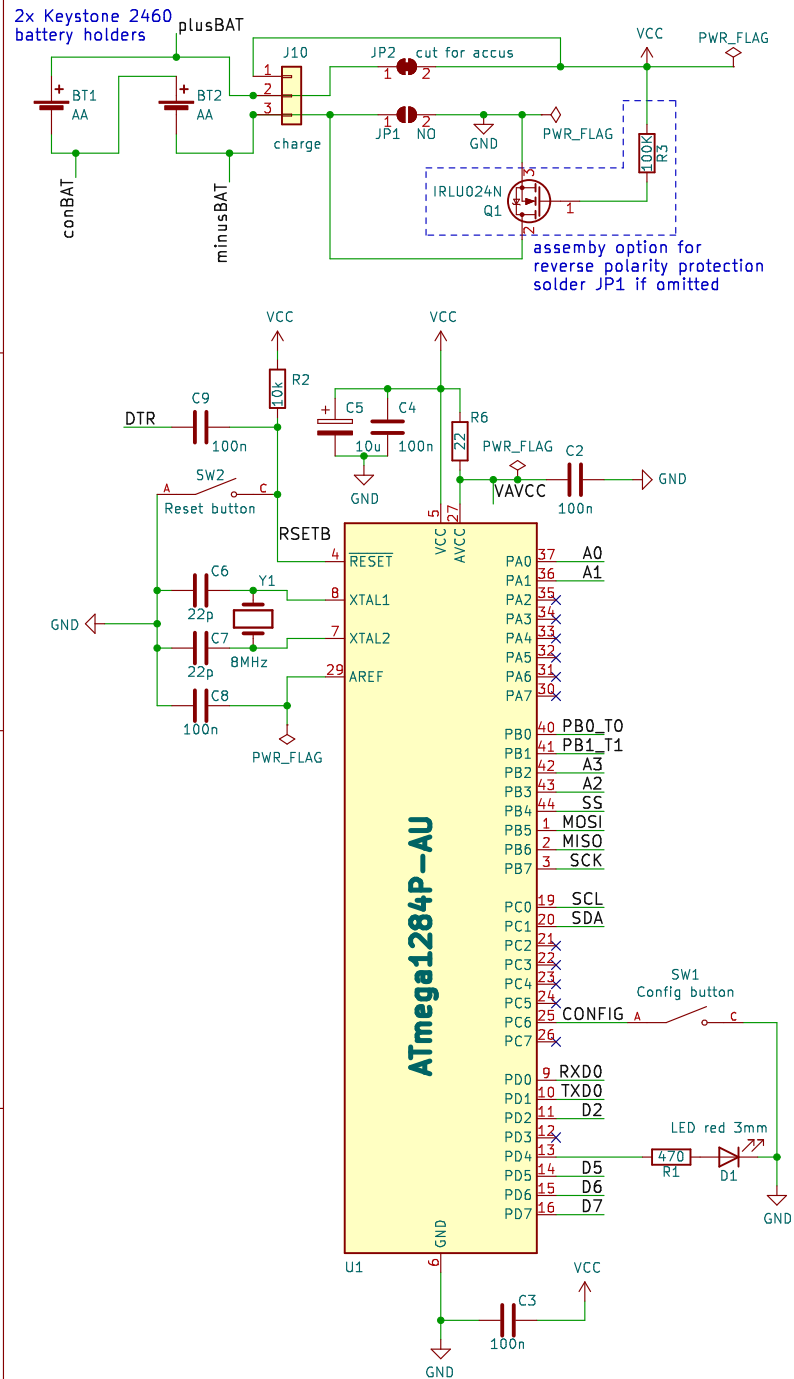 2x Keystone 2460
battery holders
plusBAT
BT1
AA
BT2
AA
conBAT
minusBAT
J10
1
2
3
charge
JP2
cut for accus
1
2
JP1
NO
1
2
GND
PWR_FLAG
VCC
PWR_FLAG
100K
R3
IRLU024N
Q1
3
1
2
assemby option for
reverse polarity protection
solder JP1 if omitted
VCC
R2
10k
C9
DTR
100n
SW2
A
C
Reset button
RSETB
VCC
C5
10u
C4
100n
GND
R6
22
PWR_FLAG
VAVCC
C2
100n
GND
C6
22p
Y1
8MHz
C7
22p
GND
C8
100n
PWR_FLAG
5
VCC
27
AVCC
4
RESET
8
XTAL1
7
XTAL2
29
AREF
PA0 37 A0
PA1 36 A1
PA2 35
PA3 34
PA4 33
PA5 32
PA6 31
PA7 30
PB0 40 PB0_T0
PB1 41 PB1_T1
PB2 42 A3
PB3 43 A2
PB4 44 SS
PB5 1 MOSI
PB6 2 MISO
PB7 3 SCK
ATmega1284P-AU
PC0 19 SCL
PC1 20 SDA
PC2 21
PC3 22
PC4 23
PC5 24
PC6 25 CONFIG
PC7 26
SW1
Config button
A
C
PD0 9 RXD0
PD1 10 TXD0
PD2 11 D2
PD3 12
PD4 13
PD5 14 D5
PD6 15 D6
PD7 16 D7
LED red 3mm
470
R1
D1
GND
GND
6
U1
VCC
C3
100n
GND